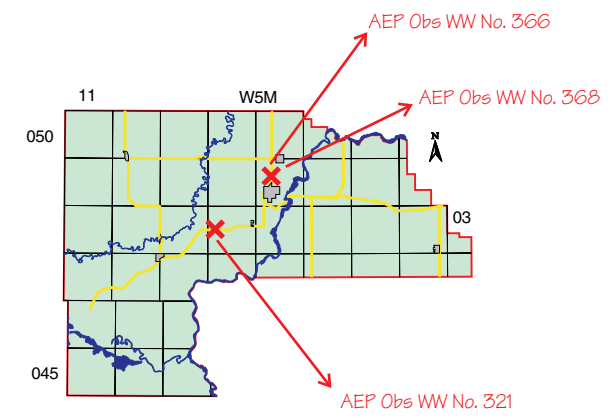 AEP Obs WW No. 366
11
W5M
AEP Obs WW No. 368
050
N
03
045
AEP Obs WW No. 321